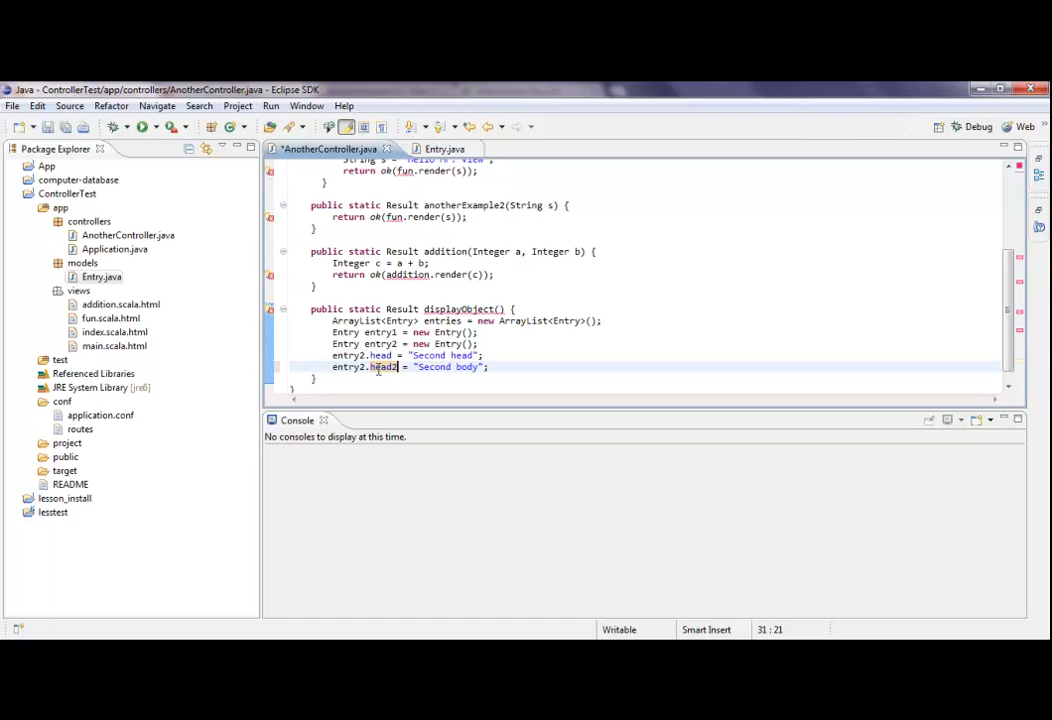 Java - ControllerTest/app/controllers/AnotherController.java - Eclipse SDK
File Edit Source Refactor Navigate Search Project Run Window Help
Debug Web
Package Explorer
*AnotherController.java Entry.java
App
computer-database
ControllerTest
app
controllers
AnotherController.java
Application.java
models
Entry.java
views
addition.scala.html
fun.scala.html
index.scala.html
main.scala.html
test
Referenced Libraries
JRE System Library [jre6]
conf
application.conf
routes
project
public
target
README
lesson_install
lesstest
String s = "Hello Mr. View";
return ok(fun.render(s));
}
public static Result anotherExample2(String s) {
return ok(fun.render(s));
}
public static Result addition(Integer a, Integer b) {
Integer c = a + b;
return ok(addition.render(c));
}
public static Result displayObject() {
ArrayList<Entry> entries = new ArrayList<Entry>();
Entry entry1 = new Entry();
Entry entry2 = new Entry();
entry2.head = "Second head";
entry2.head2 = "Second body";
}
}
Console
No consoles to display at this time.
Writable Smart Insert 31 : 21